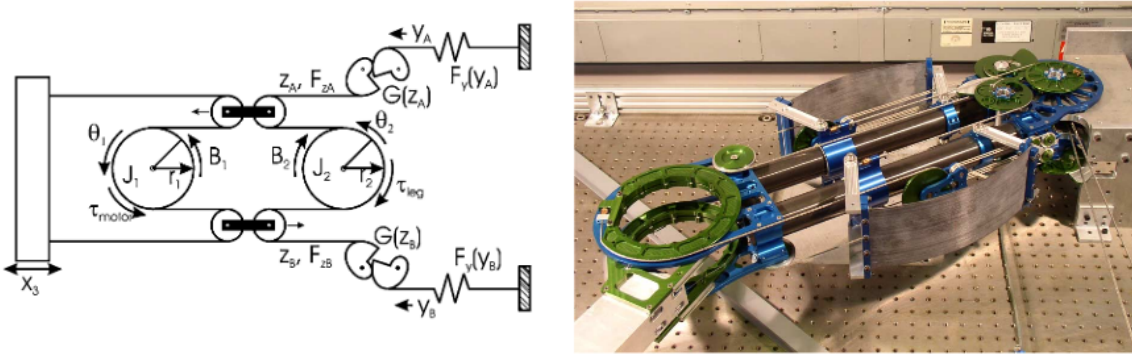 y_A
F_y(y_A)
z_A, F_zA
G(z_A)
θ_1
θ_2
J_1
r_1
B_1
B_2
J_2
r_2
τ_motor
τ_leg
G(z_B)
z_B, F_zB
F_y(y_B)
x_3
y_B